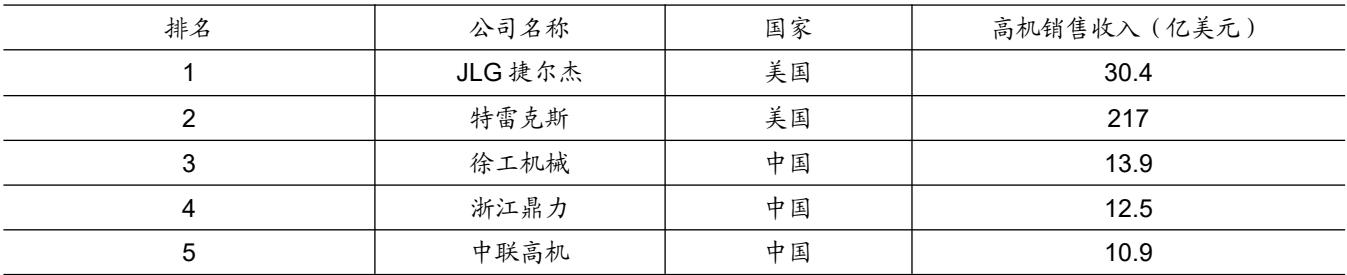 排名 公司名称 国家 高机销售收入（亿美元）
1 JLG捷尔杰 美国 30.4
2 特雷克斯 美国 217
3 徐工机械 中国 13.9
4 浙江鼎力 中国 12.5
5 中联高机 中国 10.9